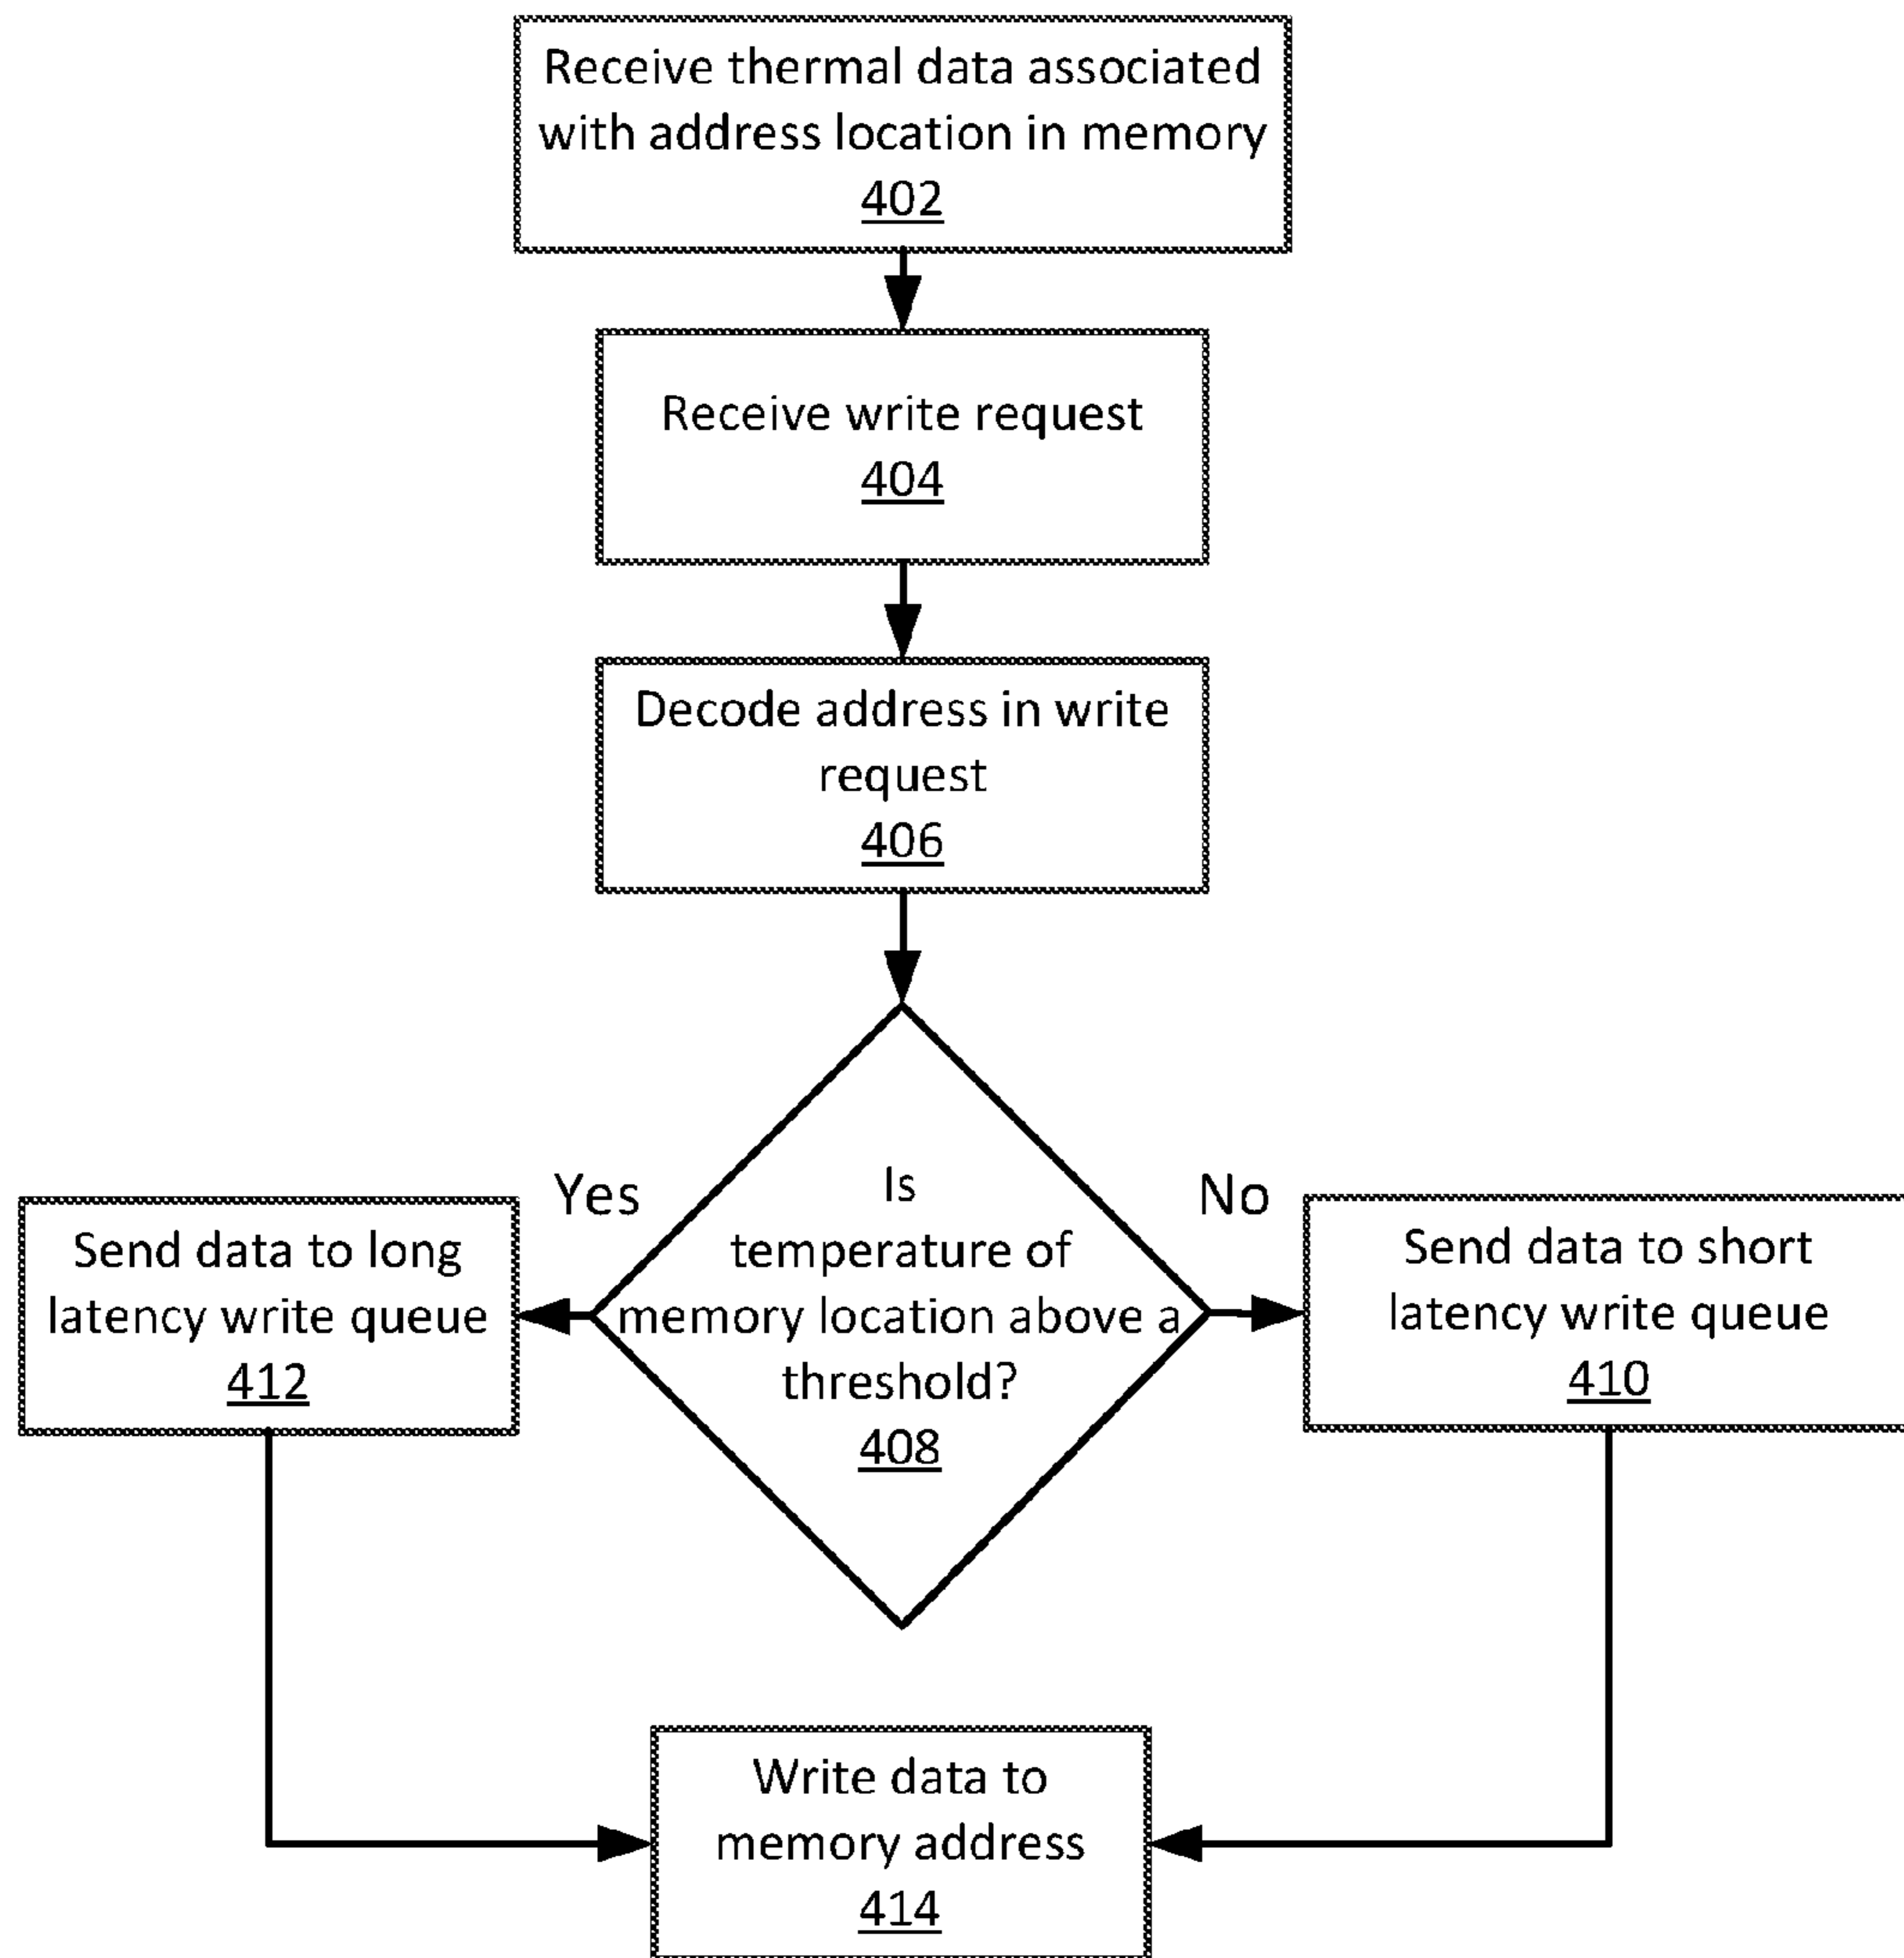 Receive thermal data associated
with address location in memory
402
Receive write request
404
Decode address in write
request
406
Is
temperature of
memory location above a
threshold?
408
Yes
No
Send data to long
latency write queue
412
Send data to short
latency write queue
410
Write data to
memory address
414